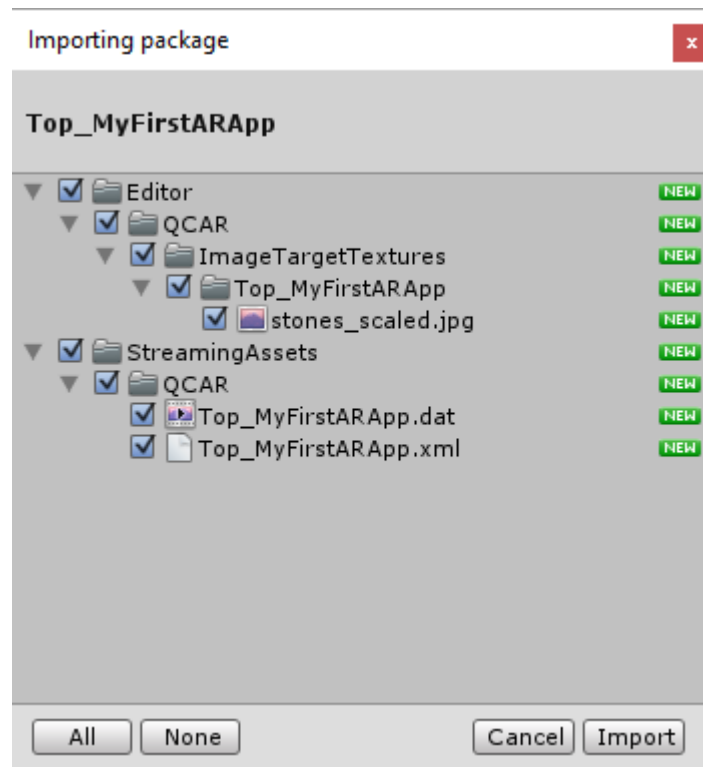 Importing package
x
Top_MyFirstARApp
Editor NEW
QCAR NEW
ImageTargetTextures NEW
Top_MyFirstARApp NEW
stones_scaled.jpg NEW
StreamingAssets NEW
QCAR NEW
Top_MyFirstARApp.dat NEW
Top_MyFirstARApp.xml NEW
All None Cancel Import